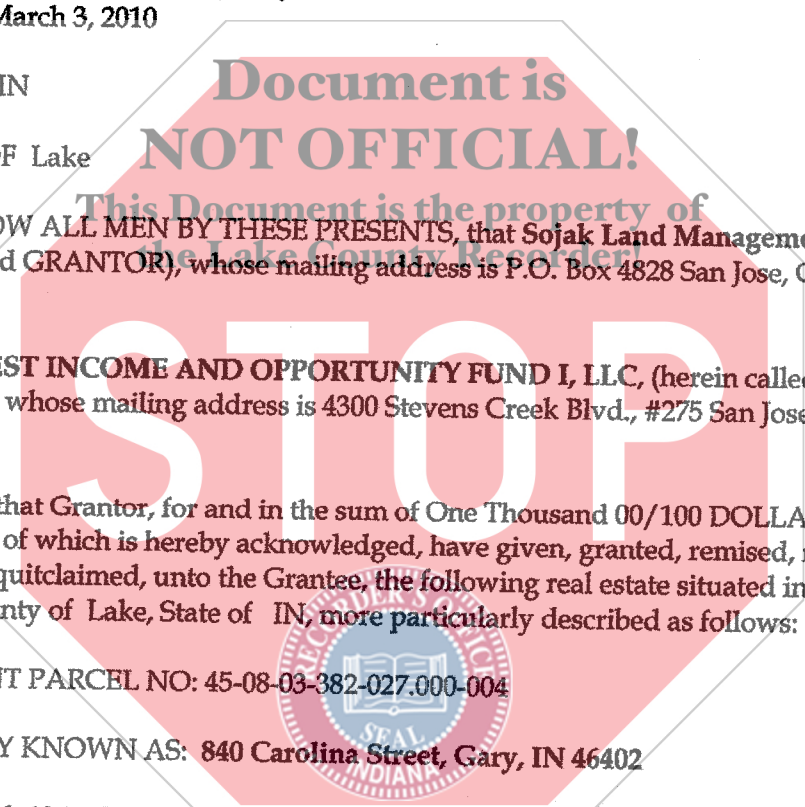 March 3, 2010
IN
Document is
NOT OFFICIAL!
OF Lake
This Document is the property of
the Lake County Recorder!
OW ALL MEN BY THESE PRESENTS, that Sojak Land Manageme
d GRANTOR), whose mailing address is P.O. Box 4828 San Jose, C
EST INCOME AND OPPORTUNITY FUND I, LLC, (herein called
whose mailing address is 4300 Stevens Creek Blvd., #275 San Jose
STOP
that Grantor, for and in the sum of One Thousand 00/100 DOLLA
of which is hereby acknowledged, have given, granted, remised,
quitclaimed, unto the Grantee, the following real estate situated in
nty of Lake, State of IN, more particularly described as follows:
NT PARCEL NO: 45-08-03-382-027.000-004
Y KNOWN AS: 840 Carolina Street, Gary, IN 46402
RECORDER'S OFFICE
SEAL
INDIANA